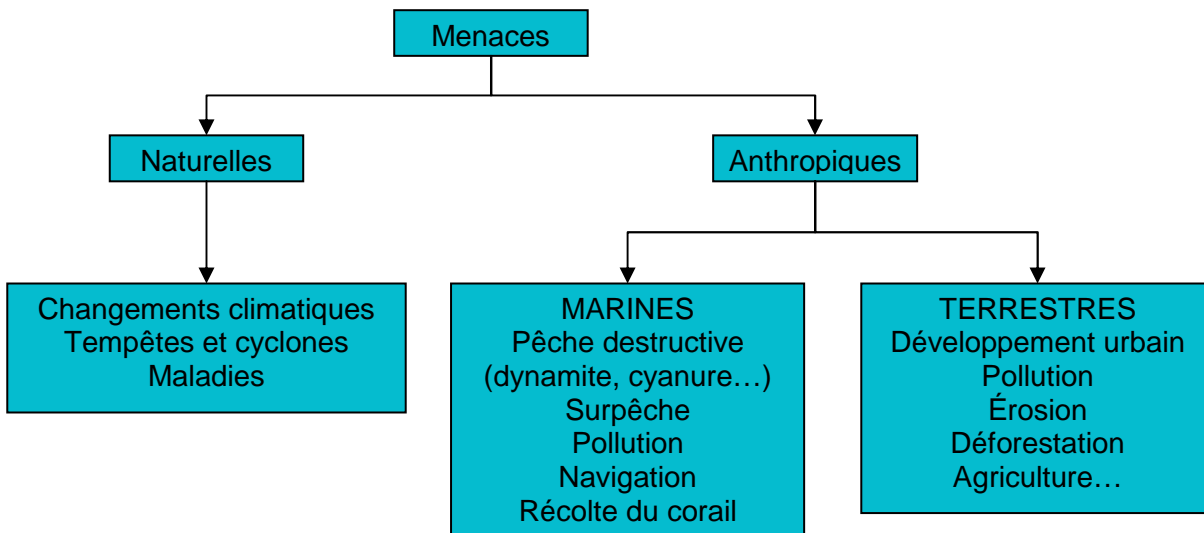 Menaces
Naturelles
Anthropiques
Changements climatiques
Tempêtes et cyclones
Maladies
MARINES
Pêche destructive
(dynamite, cyanure…)
Surpêche
Pollution
Navigation
Récolte du corail
TERRESTRES
Développement urbain
Pollution
Érosion
Déforestation
Agriculture…